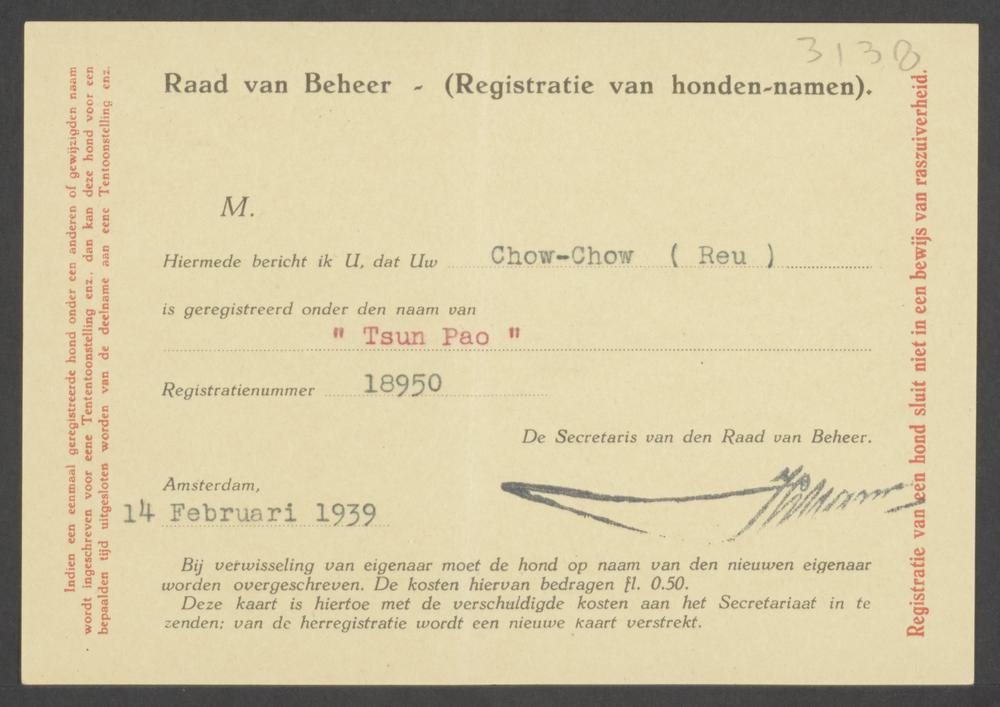 3138
Raad van Beheer - (Registratie van honden-namen).
M.
Hiermede bericht ik U, dat Uw Chow-Chow ( Reu )
is geregistreerd onder den naam van
" Tsun Pao "
Registratienummer 18950
De Secretaris van den Raad van Beheer.
Amsterdam,
14 Februari 1939
Bij verwisseling van eigenaar moet de hond op naam van den nieuwen eigenaar
worden overgeschreven. De kosten hiervan bedragen fl. 0.50.
Deze kaart is hiertoe met de verschuldigde kosten aan het Secretariaat in te
zenden; van de herregistratie wordt een nieuwe kaart verstrekt.
Indien een eenmaal geregistreerde hond onder een anderen of gewijzigden naam
wordt ingeschreven voor eene Tententoonstelling enz., dan kan deze hond voor een
bepaalden tijd uitgesloten worden van de deelname aan eene Tentoonstelling enz.
Registratie van een hond sluit niet in een bewijs van raszuiverheid.